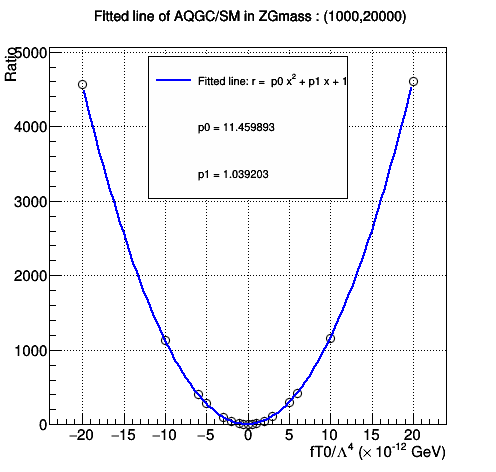 FItted line of AQGC/SM in ZGmass : (1000,20000)
Ratio
5000
4000
3000
2000
1000
0
Fitted line: r = p0 x² + p1 x + 1
p0 = 11.459893
p1 = 1.039203
−20 −15 −10 −5 0 5 10 15 20
fT0/Λ⁴ (× 10⁻¹² GeV)